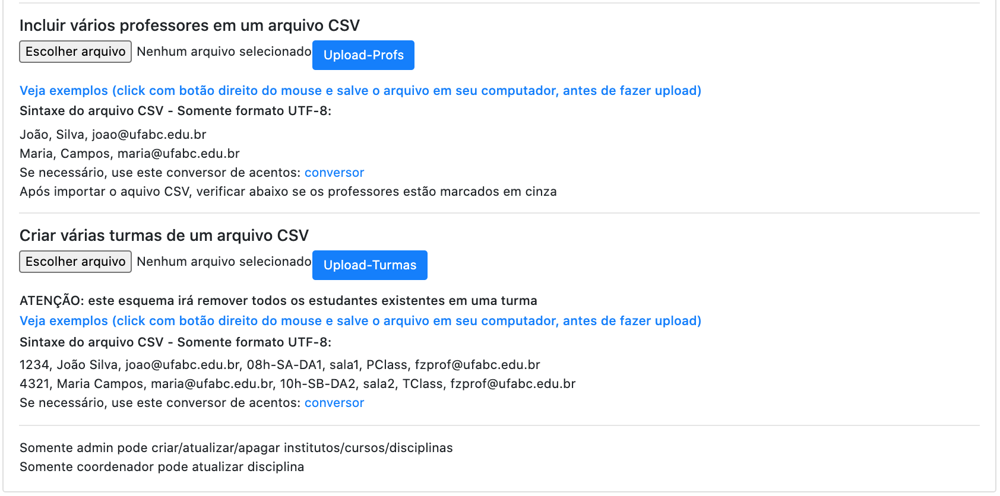 Incluir vários professores em um arquivo CSV
Escolher arquivo Nenhum arquivo selecionado Upload-Profs
Veja exemplos (click com botão direito do mouse e salve o arquivo em seu computador, antes de fazer upload)
Sintaxe do arquivo CSV - Somente formato UTF-8:
João, Silva, joao@ufabc.edu.br
Maria, Campos, maria@ufabc.edu.br
Se necessário, use este conversor de acentos: conversor
Após importar o aquivo CSV, verificar abaixo se os professores estão marcados em cinza
Criar várias turmas de um arquivo CSV
Escolher arquivo Nenhum arquivo selecionado Upload-Turmas
ATENÇÃO: este esquema irá remover todos os estudantes existentes em uma turma
Veja exemplos (click com botão direito do mouse e salve o arquivo em seu computador, antes de fazer upload)
Sintaxe do arquivo CSV - Somente formato UTF-8:
1234, João Silva, joao@ufabc.edu.br, 08h-SA-DA1, sala1, PClass, fzprof@ufabc.edu.br
4321, Maria Campos, maria@ufabc.edu.br, 10h-SB-DA2, sala2, TClass, fzprof@ufabc.edu.br
Se necessário, use este conversor de acentos: conversor
Somente admin pode criar/atualizar/apagar institutos/cursos/disciplinas
Somente coordenador pode atualizar disciplina